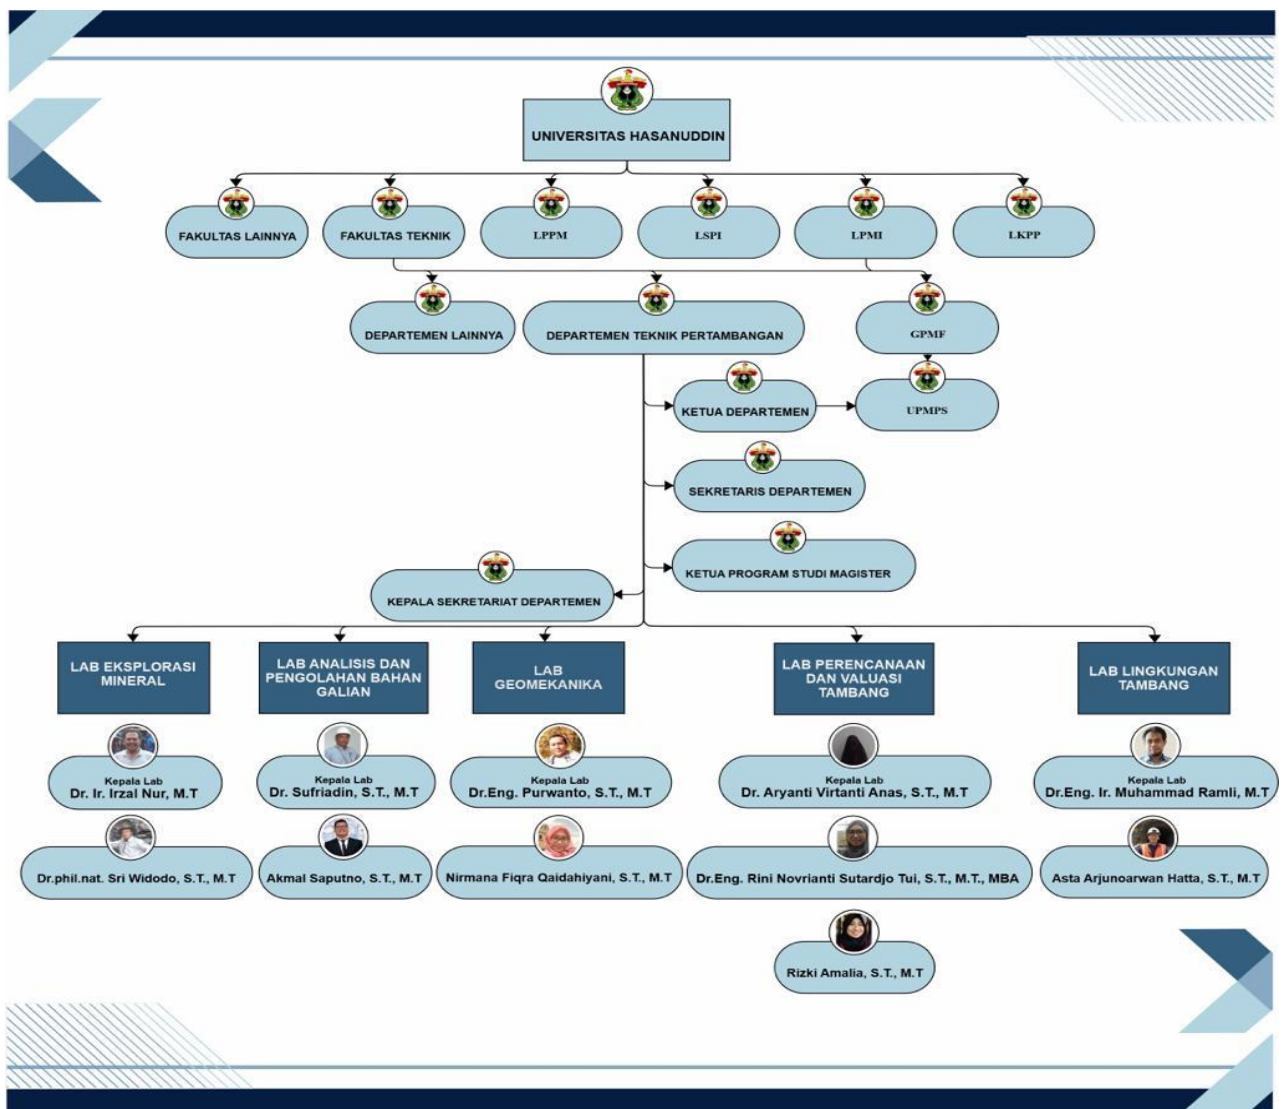 UNIVERSITAS HASANUDDIN
FAKULTAS LAINNYA
FAKULTAS TEKNIK
LPPM
LSPI
LPMI
LKPP
DEPARTEMEN LAINNYA
DEPARTEMEN TEKNIK PERTAMBANGAN
GPMF
KETUA DEPARTEMEN
UPMPS
SEKRETARIS DEPARTEMEN
KETUA PROGRAM STUDI MAGISTER
KEPALA SEKRETARIAT DEPARTEMEN
LAB EKSPLORASI
MINERAL
LAB ANALISIS DAN
PENGOLAHAN BAHAN
GALIAN
LAB
GEOMEKANIKA
LAB PERENCANAAN
DAN VALUASI
TAMBANG
LAB LINGKUNGAN
TAMBANG
Kepala Lab
Dr. Ir. Irzal Nur, M.T
Kepala Lab
Dr. Sufriadin, S.T., M.T
Kepala Lab
Dr.Eng. Purwanto, S.T., M.T
Kepala Lab
Dr. Aryanti Virtanti Anas, S.T., M.T
Kepala Lab
Dr.Eng. Ir. Muhammad Ramli, M.T
Dr.phil.nat. Sri Widodo, S.T., M.T
Akmal Saputno, S.T., M.T
Nirmana Fiqra Qaidahiyani, S.T., M.T
Dr.Eng. Rini Novrianti Sutardjo Tui, S.T., M.T., MBA
Asta Arjunoarwan Hatta, S.T., M.T
Rizki Amalia, S.T., M.T